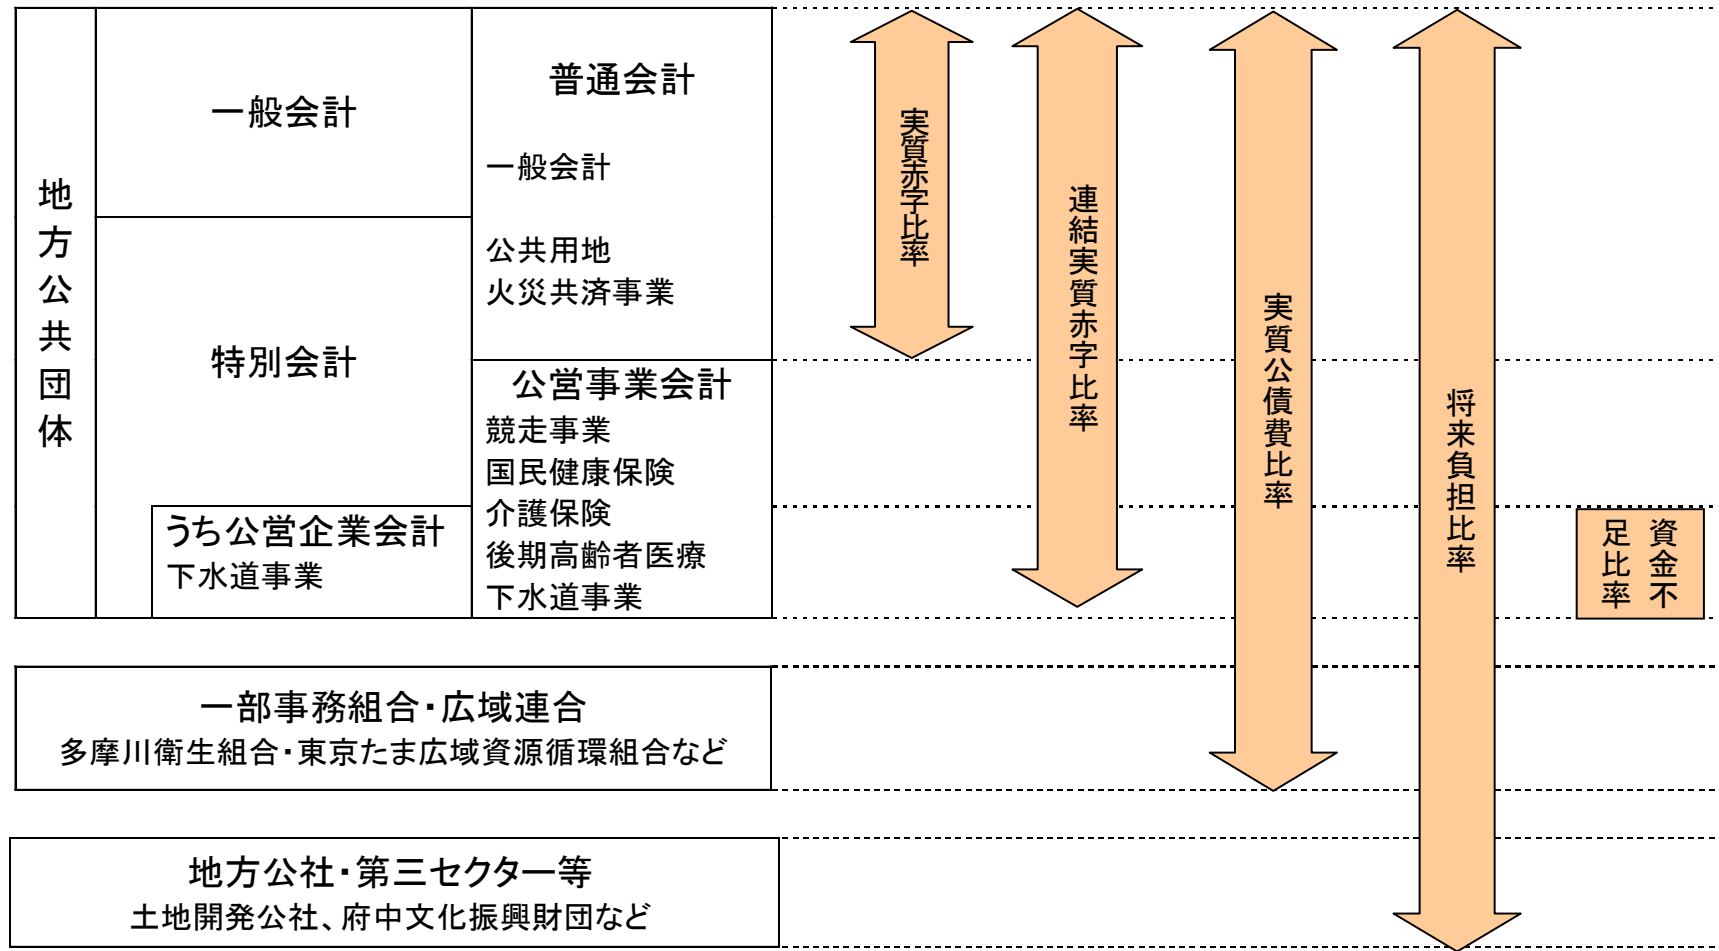 地方公共団体
一般会計
特別会計
うち公営企業会計
下水道事業
普通会計
一般会計
公共用地
火災共済事業
公営事業会計
競走事業
国民健康保険
介護保険
後期高齢者医療
下水道事業
一部事務組合・広域連合
多摩川衛生組合・東京たま広域資源循環組合など
地方公社・第三セクター等
土地開発公社、府中文化振興財団など
実質赤字比率
連結実質赤字比率
実質公債費比率
将来負担比率
資金不
足比率